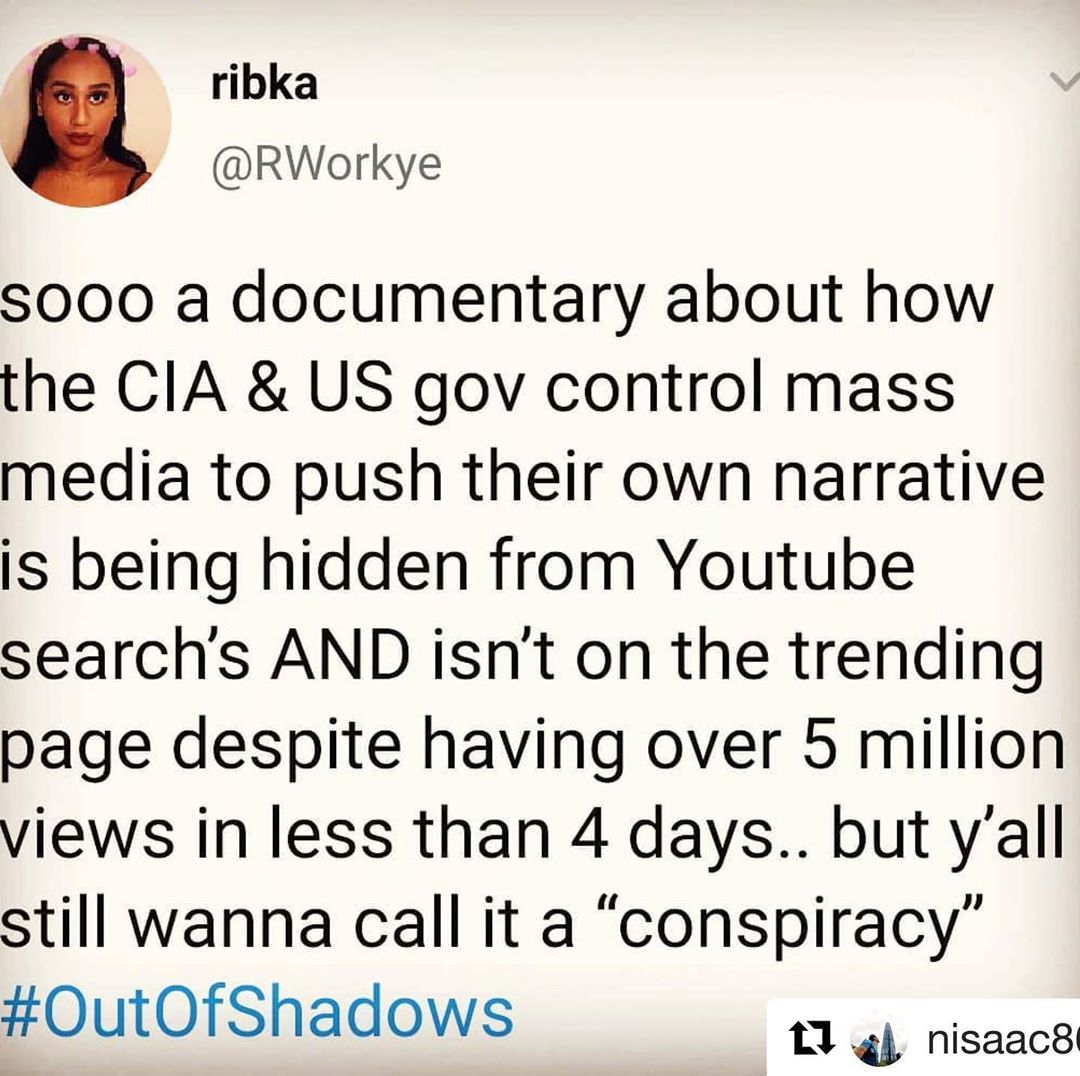 ribka
@RWorkye
sooo a documentary about how
the CIA & US gov control mass
media to push their own narrative
is being hidden from Youtube
search's AND isn't on the trending
page despite having over 5 million
views in less than 4 days.. but y'all
still wanna call it a “conspiracy”
#OutOfShadows
nisaac8